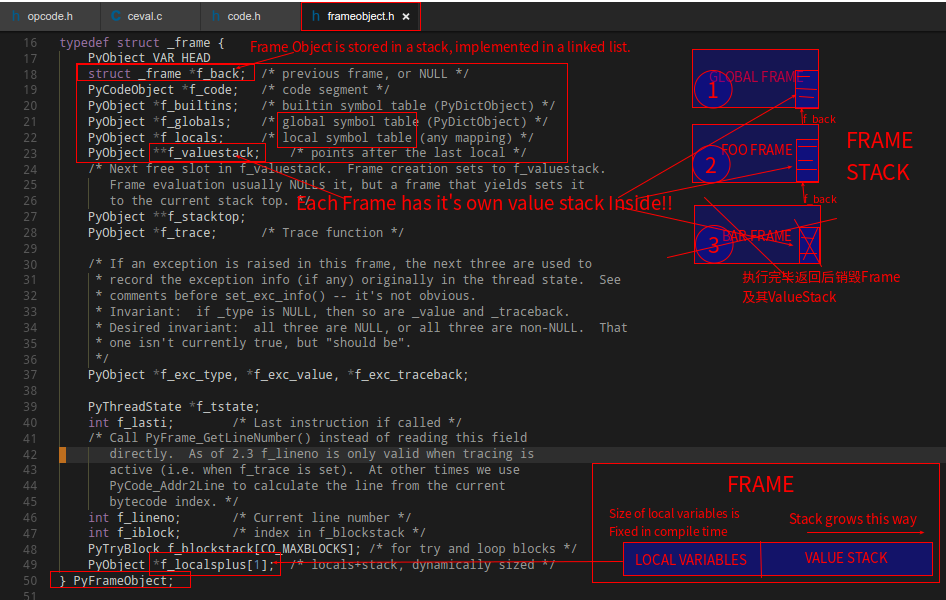 opcode.h
ceval.c
code.h
frameobject.h ×
16 typedef struct _frame {
Frame Object is stored in a stack, implemented in a linked list.
17 PyObject_VAR_HEAD
18 struct _frame *f_back; /* previous frame, or NULL */
19 PyCodeObject *f_code; /* code segment */
20 PyObject *f_builtins; /* builtin symbol table (PyDictObject) */
21 PyObject *f_globals; /* global symbol table (PyDictObject) */
22 PyObject *f_locals; /* local symbol table (any mapping) */
23 PyObject **f_valuestack; /* points after the last local */
24 /* Next free slot in f_valuestack. Frame creation sets to f_valuestack.
25 Frame evaluation usually NULLs it, but a frame that yields sets it
26 to the current stack top. */
Each Frame has it's own value stack Inside!!
27 PyObject **f_stacktop;
28 PyObject *f_trace; /* Trace function */
29
30 /* If an exception is raised in this frame, the next three are used to
31 * record the exception info (if any) originally in the thread state. See
32 * comments before set_exc_info() -- it's not obvious.
33 * Invariant: if _type is NULL, then so are _value and _traceback.
34 * Desired invariant: all three are NULL, or all three are non-NULL. That
35 * one isn't currently true, but "should be".
36 */
37 PyObject *f_exc_type, *f_exc_value, *f_exc_traceback;
38
39 PyThreadState *f_tstate;
40 int f_lasti; /* Last instruction if called */
41 /* Call PyFrame_GetLineNumber() instead of reading this field
42 directly. As of 2.3 f_lineno is only valid when tracing is
43 active (i.e. when f_trace is set). At other times we use
44 PyCode_Addr2Line to calculate the line from the current
45 bytecode index. */
46 int f_lineno; /* Current line number */
47 int f_iblock; /* index in f_blockstack */
48 PyTryBlock f_blockstack[CO_MAXBLOCKS]; /* for try and loop blocks */
49 PyObject *f_localsplus[1]; /* locals+stack, dynamically sized */
50 } PyFrameObject;
51
GLOBAL FRAME
1
f_back
FOO FRAME
2
f_back
BAR FRAME
3
FRAME
STACK
执行完毕返回后销毁Frame
及其ValueStack
FRAME
Size of local variables is
Fixed in compile time
Stack grows this way
LOCAL VARIABLES
VALUE STACK